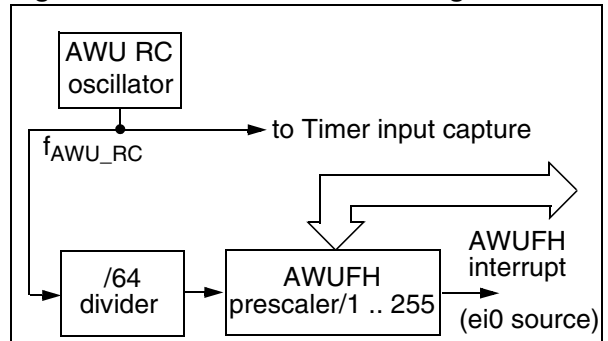 AWU RC
oscillator
to Timer input capture
fAWU_RC
AWUFH
interrupt
/64
divider
AWUFH
prescaler/1 .. 255
(ei0 source)